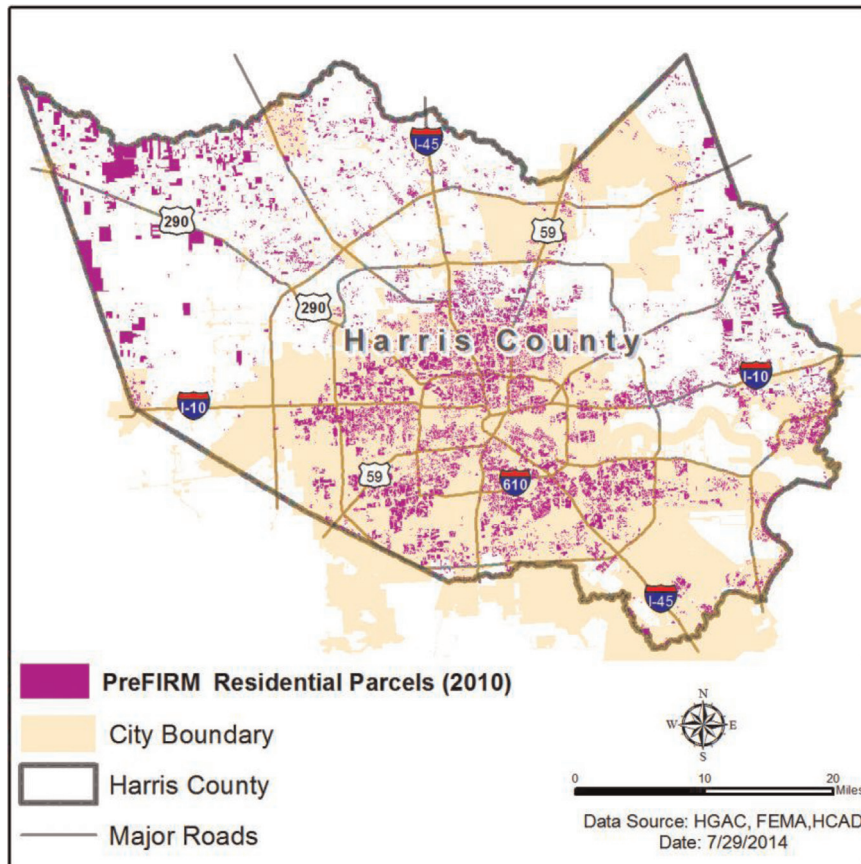 I-45
290
59
290
Harris County
I-10
I-10
59
610
I-45
PreFIRM Residential Parcels (2010)
City Boundary
Harris County
Major Roads
N
W E
S
0 10 20
Miles
Data Source: HGAC, FEMA,HCAD
Date: 7/29/2014